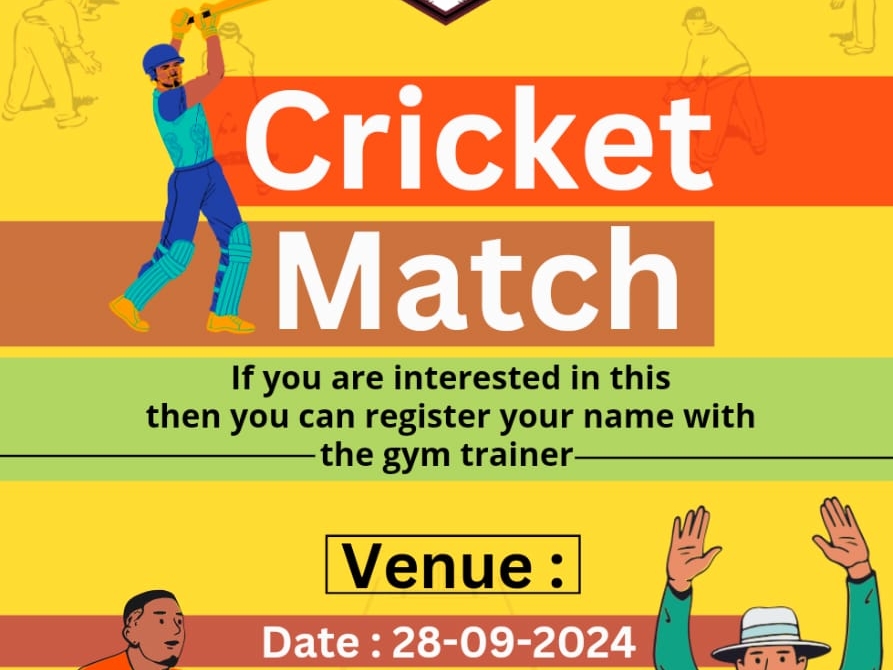 Cricket
Match
If you are interested in this
then you can register your name with
the gym trainer
Venue :
Date : 28-09-2024